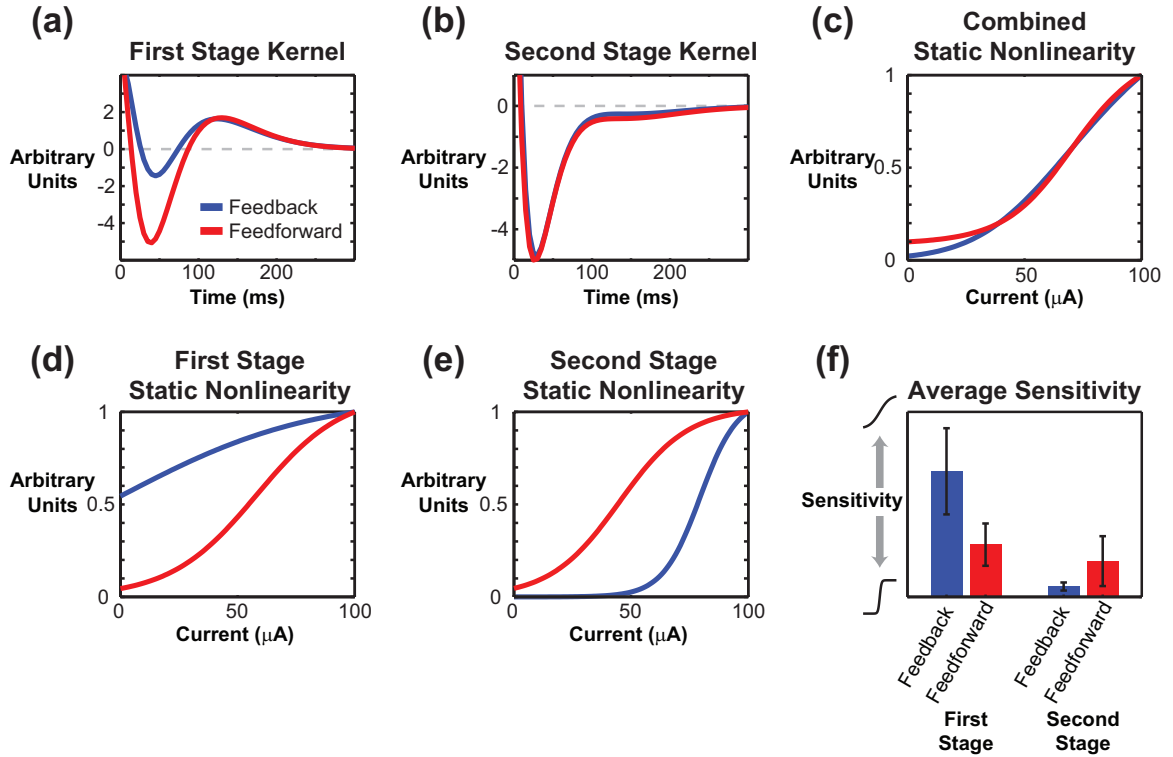 (a)
First Stage Kernel
2
0
-2
-4
Arbitrary
Units
Feedback
Feedforward
0
100
200
Time (ms)
(b)
Second Stage Kernel
0
-2
-4
Arbitrary
Units
0
100
200
Time (ms)
(c)
Combined
Static Nonlinearity
1
0.5
0
Arbitrary
Units
0
50
100
Current (μA)
(d)
First Stage
Static Nonlinearity
1
0.5
0
Arbitrary
Units
0
50
100
Current (μA)
(e)
Second Stage
Static Nonlinearity
1
0.5
0
Arbitrary
Units
0
50
100
Current (μA)
(f)
Average Sensitivity
Sensitivity
Feedback
Feedforward
Feedback
Feedforward
First
Stage
Second
Stage